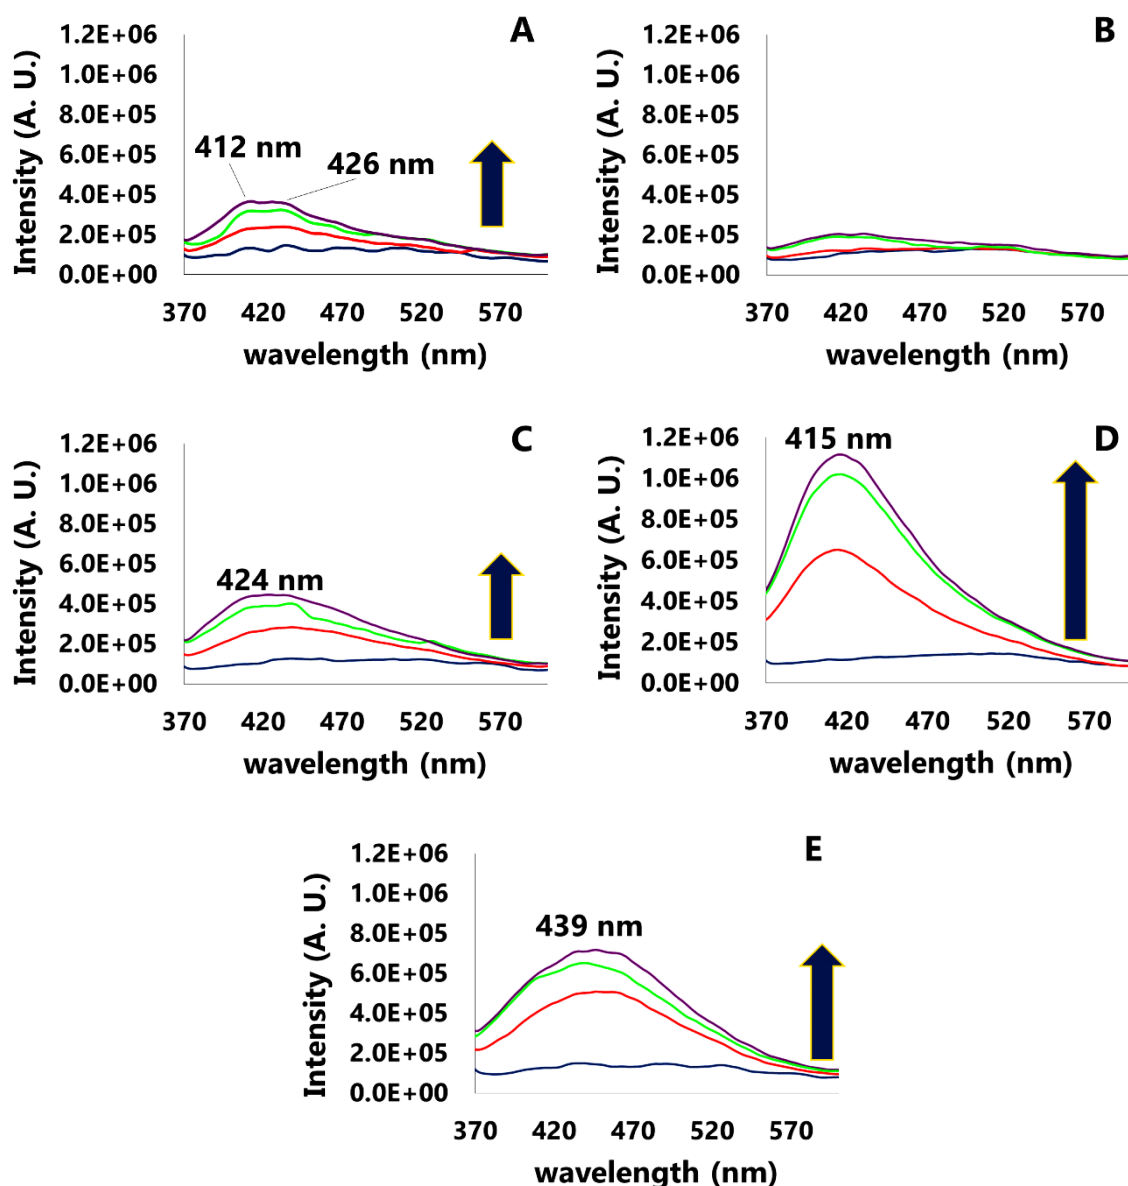 A
Intensity (A. U.)
1.2E+06
1.0E+06
8.0E+05
6.0E+05
4.0E+05
2.0E+05
0.0E+00
412 nm
426 nm
370 420 470 520 570
wavelength (nm)
B
Intensity (A. U.)
1.2E+06
1.0E+06
8.0E+05
6.0E+05
4.0E+05
2.0E+05
0.0E+00
370 420 470 520 570
wavelength (nm)
C
Intensity (A. U.)
1.2E+06
1.0E+06
8.0E+05
6.0E+05
4.0E+05
2.0E+05
0.0E+00
424 nm
370 420 470 520 570
wavelength (nm)
D
Intensity (A. U.)
1.2E+06
1.0E+06
8.0E+05
6.0E+05
4.0E+05
2.0E+05
0.0E+00
415 nm
370 420 470 520 570
wavelength (nm)
E
Intensity (A. U.)
1.2E+06
1.0E+06
8.0E+05
6.0E+05
4.0E+05
2.0E+05
0.0E+00
439 nm
370 420 470 520 570
wavelength (nm)